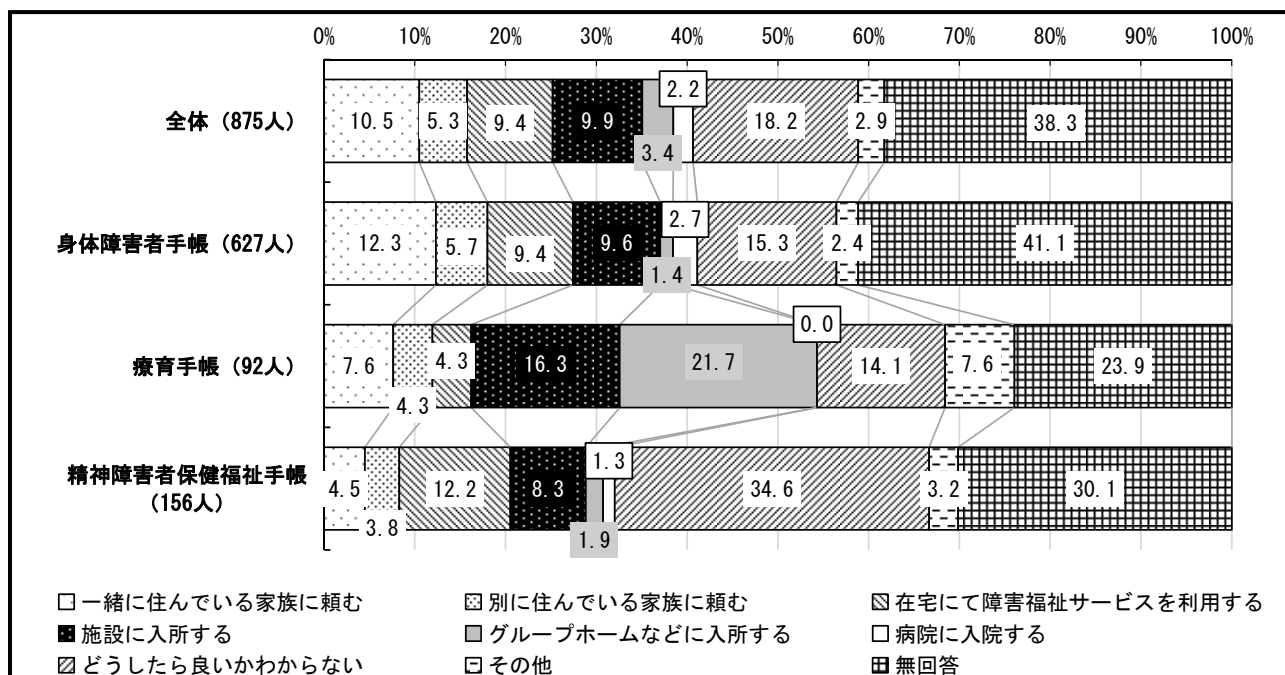 0% 10% 20% 30% 40% 50% 60% 70% 80% 90% 100%
全体（875人）
10.5 5.3 9.4 9.9 3.4 2.2 18.2 2.9 38.3
身体障害者手帳（627人）
12.3 5.7 9.4 9.6 1.4 2.7 15.3 2.4 41.1
療育手帳（92人）
7.6 4.3 4.3 16.3 21.7 0.0 14.1 7.6 23.9
精神障害者保健福祉手帳
（156人）
4.5 3.8 12.2 8.3 1.9 1.3 34.6 3.2 30.1
一緒に住んでいる家族に頼む 別に住んでいる家族に頼む 在宅にて障害福祉サービスを利用する
施設に入所する グループホームなどに入所する 病院に入院する
どうしたら良いかわからない その他 無回答